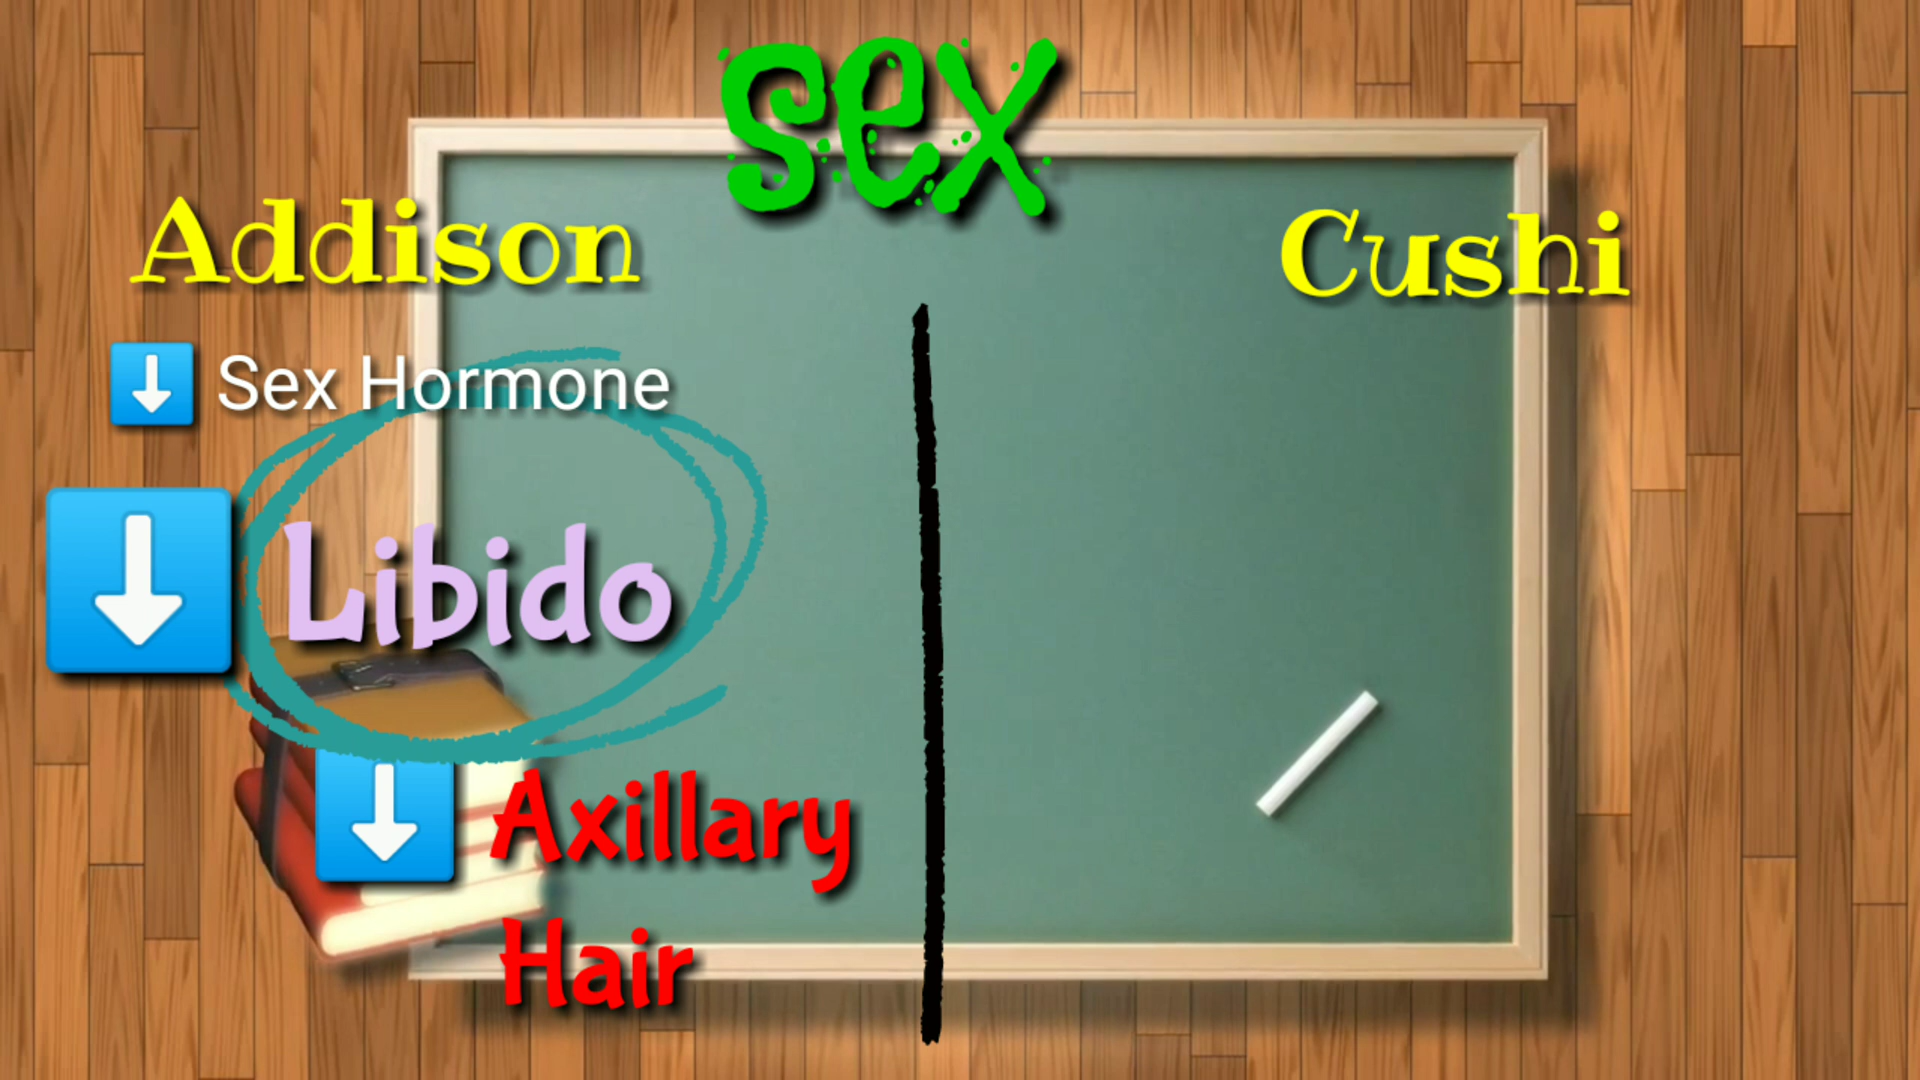 sex
Addison
Cushi
⬇ Sex Hormone
⬇ Libido
⬇ Axillary
Hair